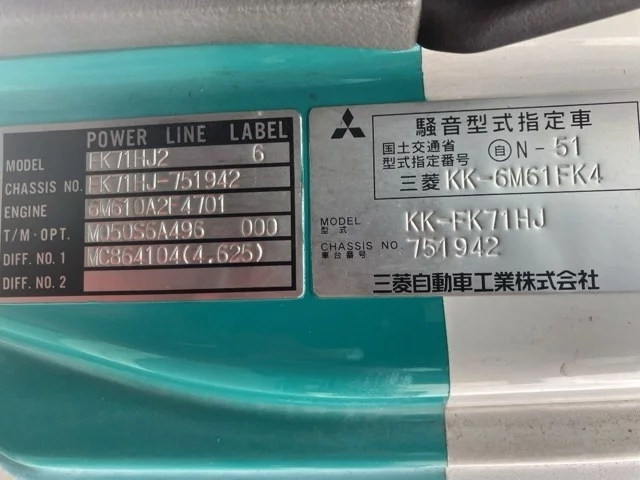 POWER LINE LABEL
MODEL FK71HJ2 6
CHASSIS NO. FK71HJ-751942
ENGINE 6M610A2F4701
T/M·OPT. M050S6A496 000
DIFF. NO. 1 MC864104(4.625)
DIFF. NO. 2
騒音型式指定車
国土交通省
型式指定番号 自 N-51
三菱 KK-6M61FK4
MODEL
型式 KK-FK71HJ
CHASSIS NO.
車台番号 751942
三菱自動車工業株式会社